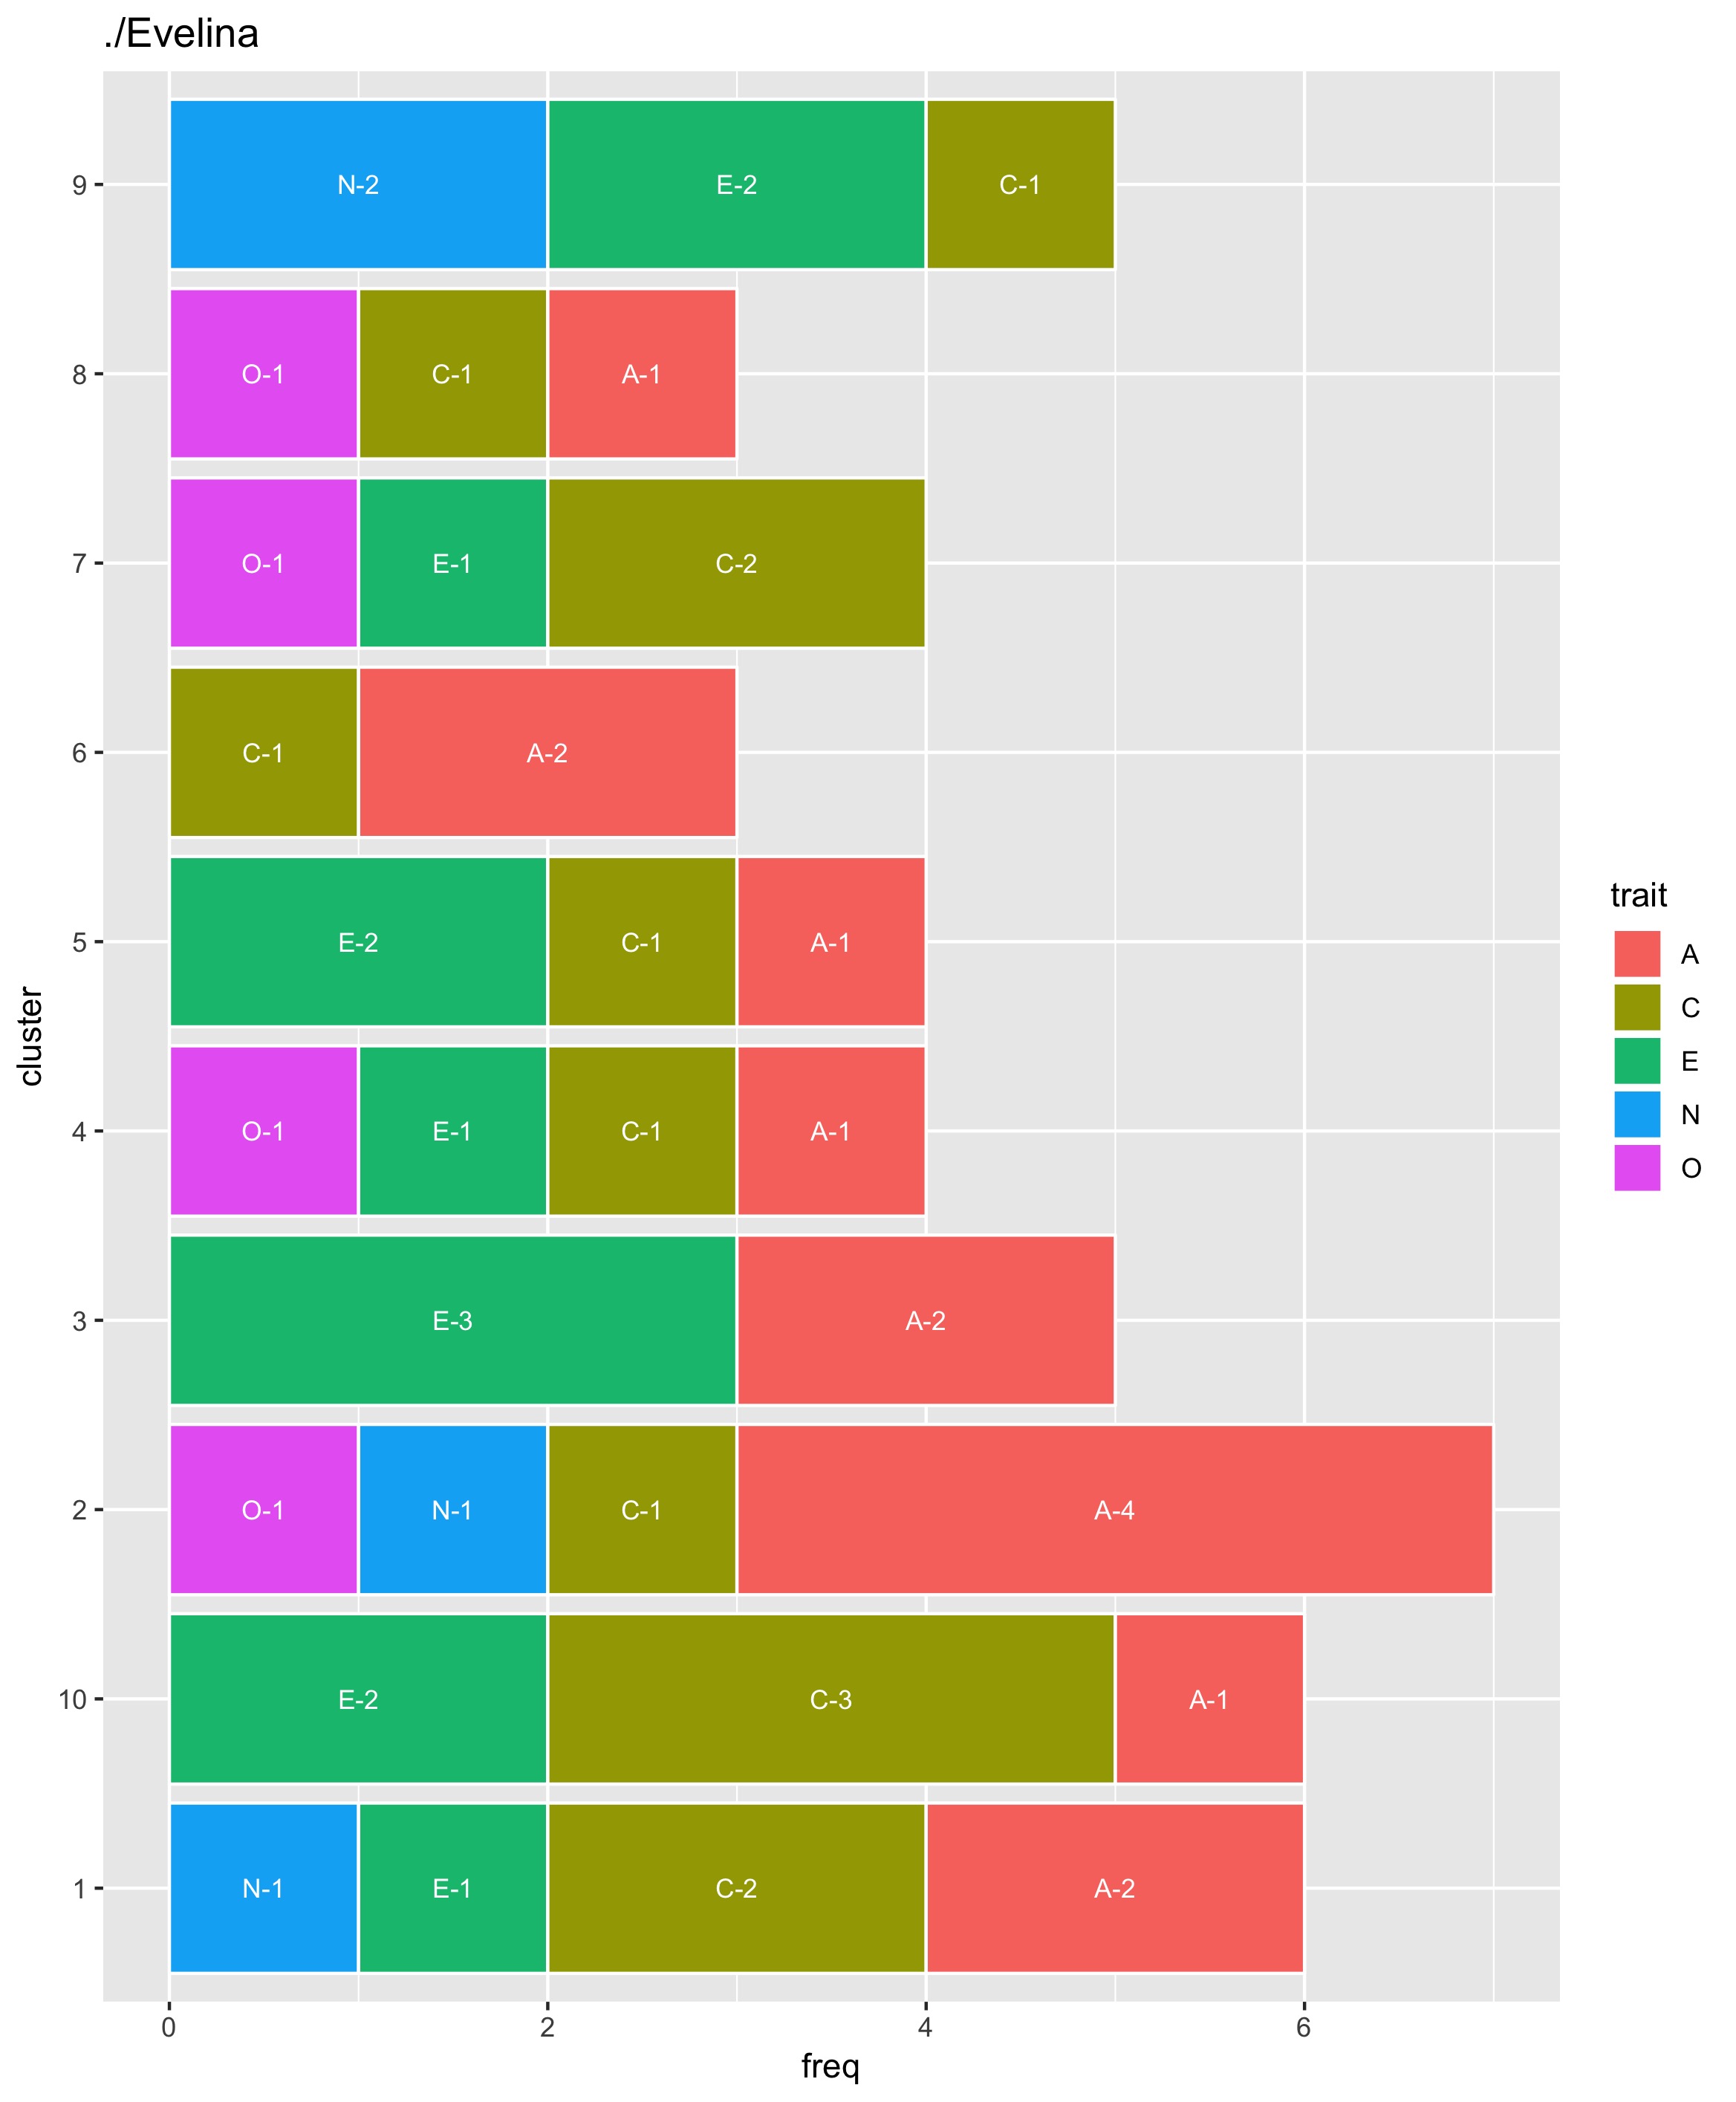 ./Evelina
9
N-2 E-2 C-1
8
O-1 C-1 A-1
7
O-1 E-1 C-2
6
C-1 A-2
5
E-2 C-1 A-1
4
O-1 E-1 C-1 A-1
3
E-3 A-2
2
O-1 N-1 C-1 A-4
10
E-2 C-3 A-1
1
N-1 E-1 C-2 A-2
cluster
0 2 4 6
freq
trait
A
C
E
N
O